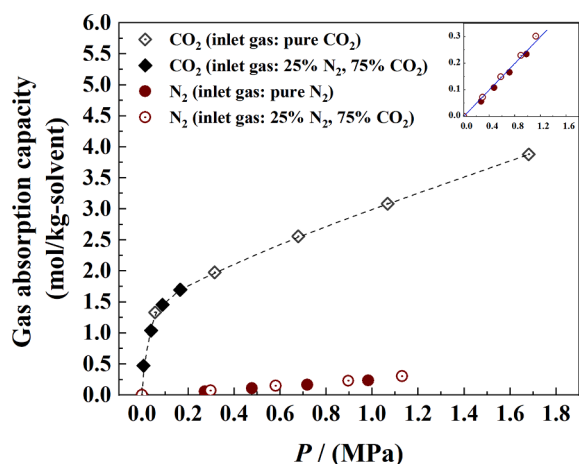 Gas absorption capacity
(mol/kg-solvent)
6.0
5.5
5.0
4.5
4.0
3.5
3.0
2.5
2.0
1.5
1.0
0.5
0.0
CO₂ (inlet gas: pure CO₂)
CO₂ (inlet gas: 25% N₂, 75% CO₂)
N₂ (inlet gas: pure N₂)
N₂ (inlet gas: 25% N₂, 75% CO₂)
0.3
0.2
0.1
0.0
0.0 0.4 0.8 1.2 1.6
0.0 0.2 0.4 0.6 0.8 1.0 1.2 1.4 1.6 1.8
P / (MPa)